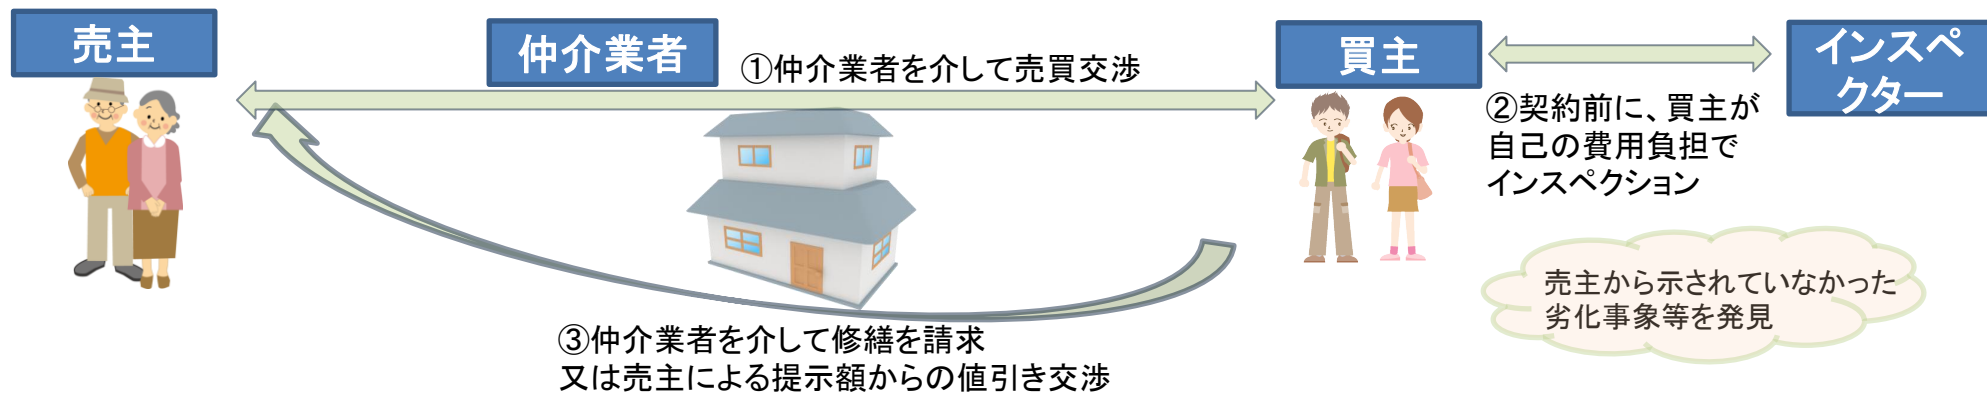 売主
仲介業者
①仲介業者を介して売買交渉
買主
インスペ
クター
②契約前に、買主が
自己の費用負担で
インスペクション
売主から示されていなかった
劣化事象等を発見
③仲介業者を介して修繕を請求
又は売主による提示額からの値引き交渉